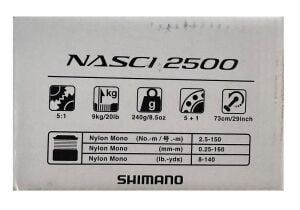 NASCI 2500
kg
g
5:1 9kg/20lb 240g/9.5oz 5 + 1 73cm/29inch
Nylon Mono (No.-m / 号.-m) 2.5-150
Nylon Mono (mm-m) 0.25-150
Nylon Mono (lb.-yds) 8-140
SHIMANO